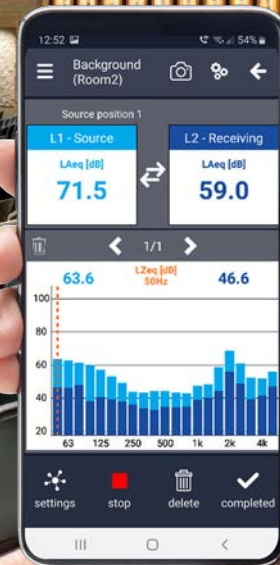 12:52
54%
Background
(Room2)
Source position 1
L1 - Source
L2 - Receiving
LAeq [dB]
LAeq [dB]
71.5
59.0
1/1
63.6
LZeq [dB]
50Hz
46.6
100
80
60
40
20
63 125 250 500 1k 2k 4k
settings stop delete completed